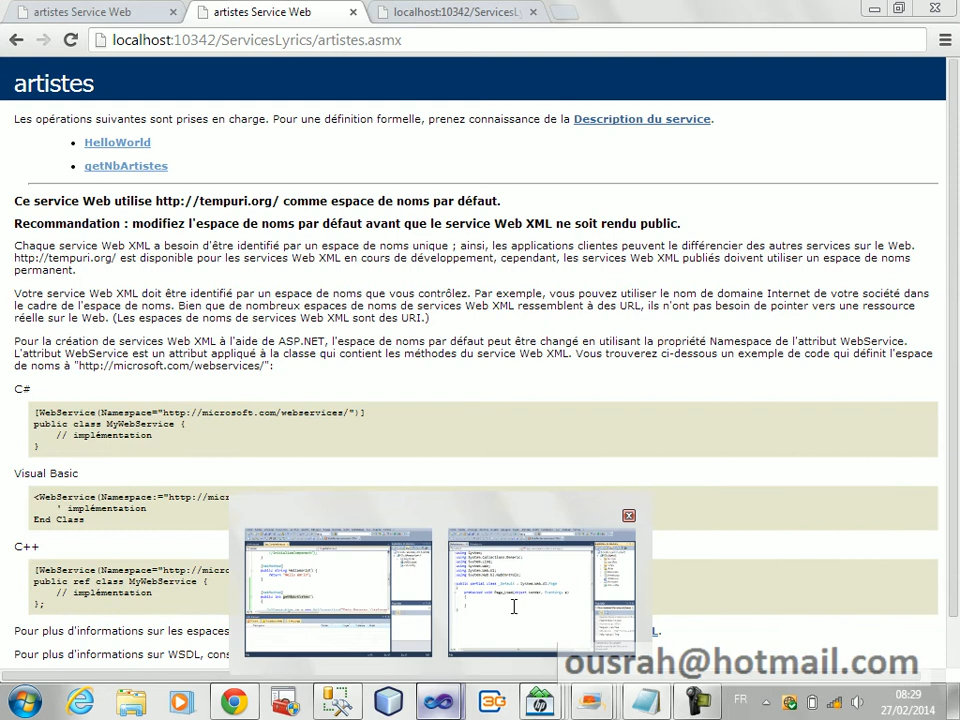 artistes Service Web
artistes Service Web
localhost:10342/ServicesLy
localhost:10342/ServicesLyrics/artistes.asmx
artistes
Les opérations suivantes sont prises en charge. Pour une définition formelle, prenez connaissance de la Description du service.
HelloWorld
getNbArtistes
Ce service Web utilise http://tempuri.org/ comme espace de noms par défaut.
Recommandation : modifiez l'espace de noms par défaut avant que le service Web XML ne soit rendu public.
Chaque service Web XML a besoin d'être identifié par un espace de noms unique ; ainsi, les applications clientes peuvent le différencier des autres services sur le Web.
http://tempuri.org/ est disponible pour les services Web XML en cours de développement, cependant, les services Web XML publiés doivent utiliser un espace de noms
permanent.
Votre service Web XML doit être identifié par un espace de noms que vous contrôlez. Par exemple, vous pouvez utiliser le nom de domaine Internet de votre société dans
le cadre de l'espace de noms. Bien que de nombreux espaces de noms de services Web XML ressemblent à des URL, ils n'ont pas besoin de pointer vers une ressource
réelle sur le Web. (Les espaces de noms de services Web XML sont des URI.)
Pour la création de services Web XML à l'aide de ASP.NET, l'espace de noms par défaut peut être changé en utilisant la propriété Namespace de l'attribut WebService.
L'attribut WebService est un attribut appliqué à la classe qui contient les méthodes du service Web XML. Vous trouverez ci-dessous un exemple de code qui définit l'espace
de noms à "http://microsoft.com/webservices/":
C#
[WebService(Namespace="http://microsoft.com/webservices/")]
public class MyWebService {
// implémentation
}
Visual Basic
<WebService(Namespace:="http://micr
' implémentation
End Class
C++
[WebService(Namespace="http://micro
public ref class MyWebService {
// implémentation
};
Pour plus d'informations sur les espaces
L.
Pour plus d'informations sur WSDL, cons
ousrah@hotmail.com
FR
08:29
27/02/2014